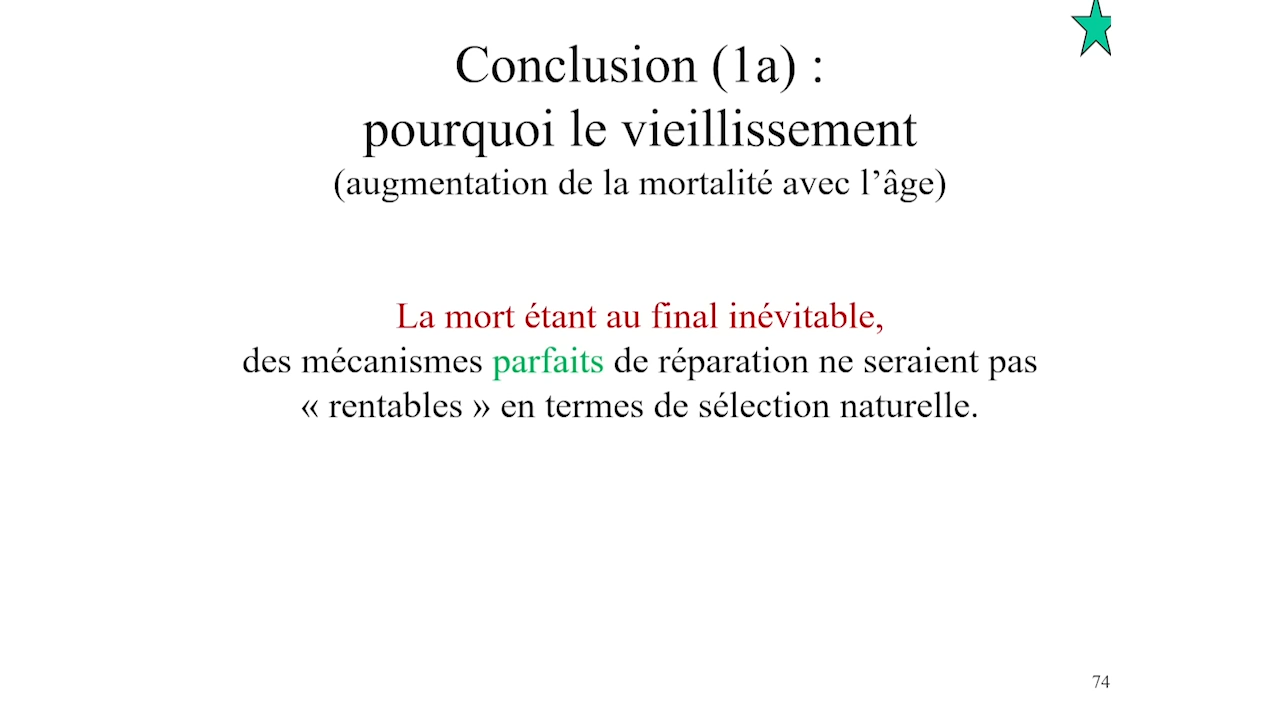 Conclusion (1a) :
pourquoi le vieillissement
(augmentation de la mortalité avec l’âge)
La mort étant au final inévitable,
des mécanismes parfaits de réparation ne seraient pas
« rentables » en termes de sélection naturelle.
74